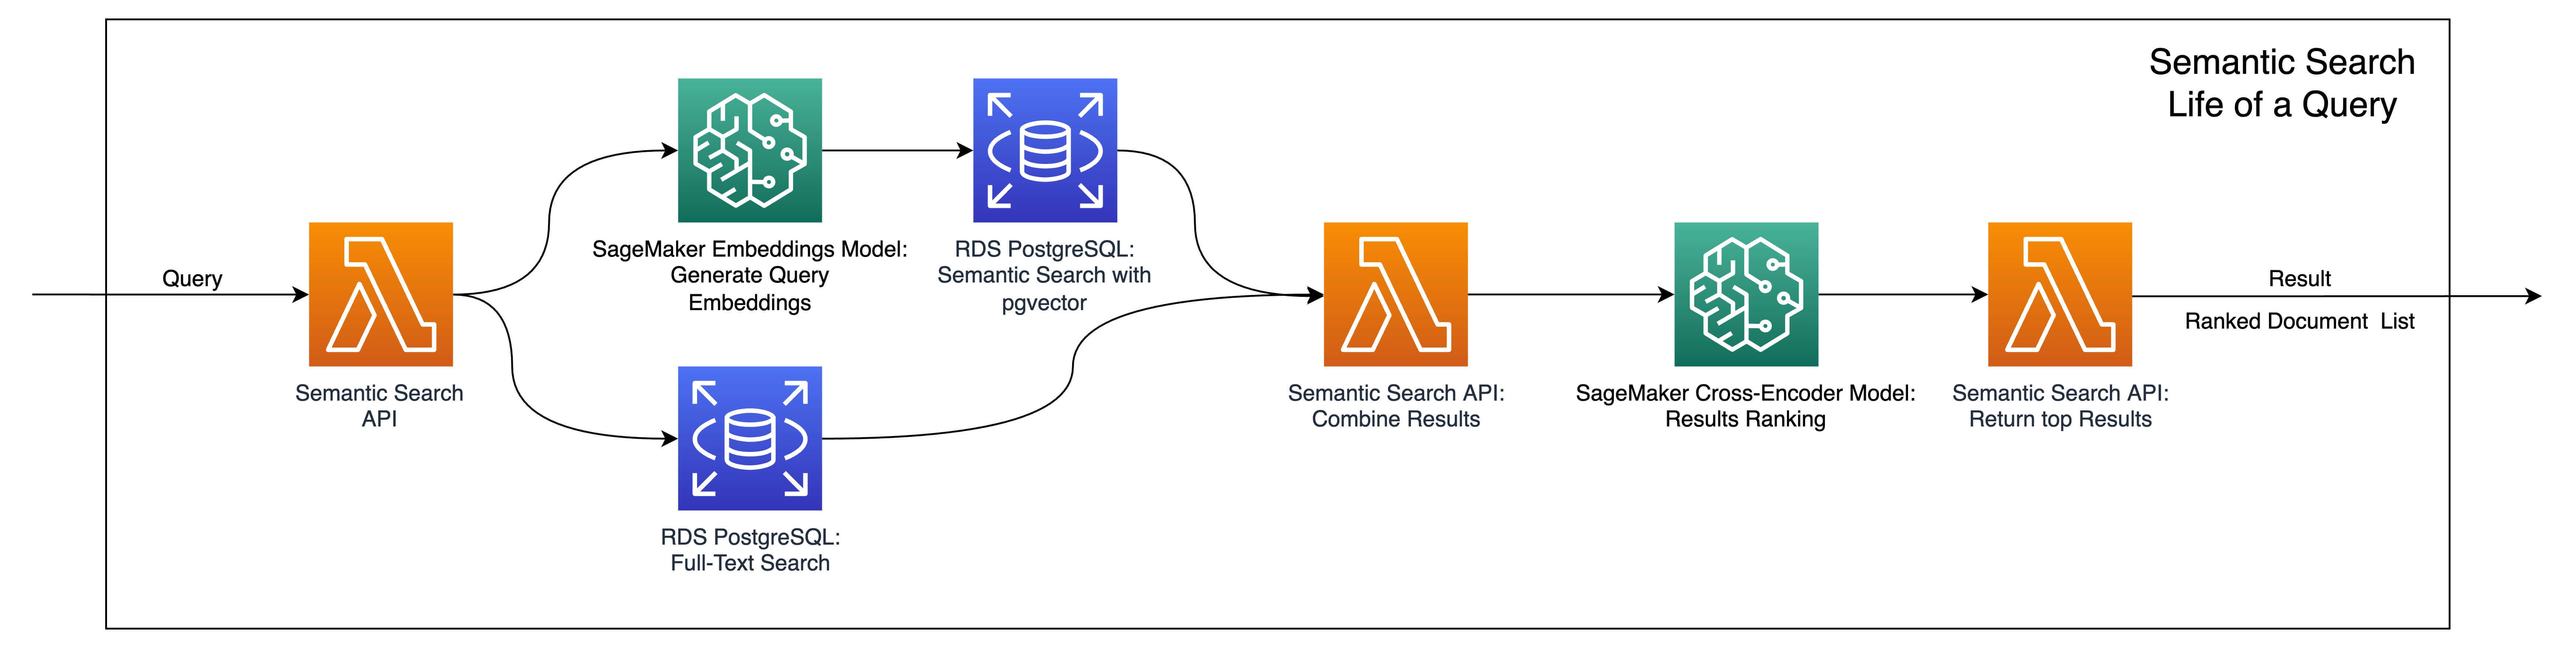 Semantic Search
Life of a Query
Query
Semantic Search
API
SageMaker Embeddings Model:
Generate Query
Embeddings
RDS PostgreSQL:
Semantic Search with
pgvector
RDS PostgreSQL:
Full-Text Search
Semantic Search API:
Combine Results
SageMaker Cross-Encoder Model:
Results Ranking
Semantic Search API:
Return top Results
Result
Ranked Document  List